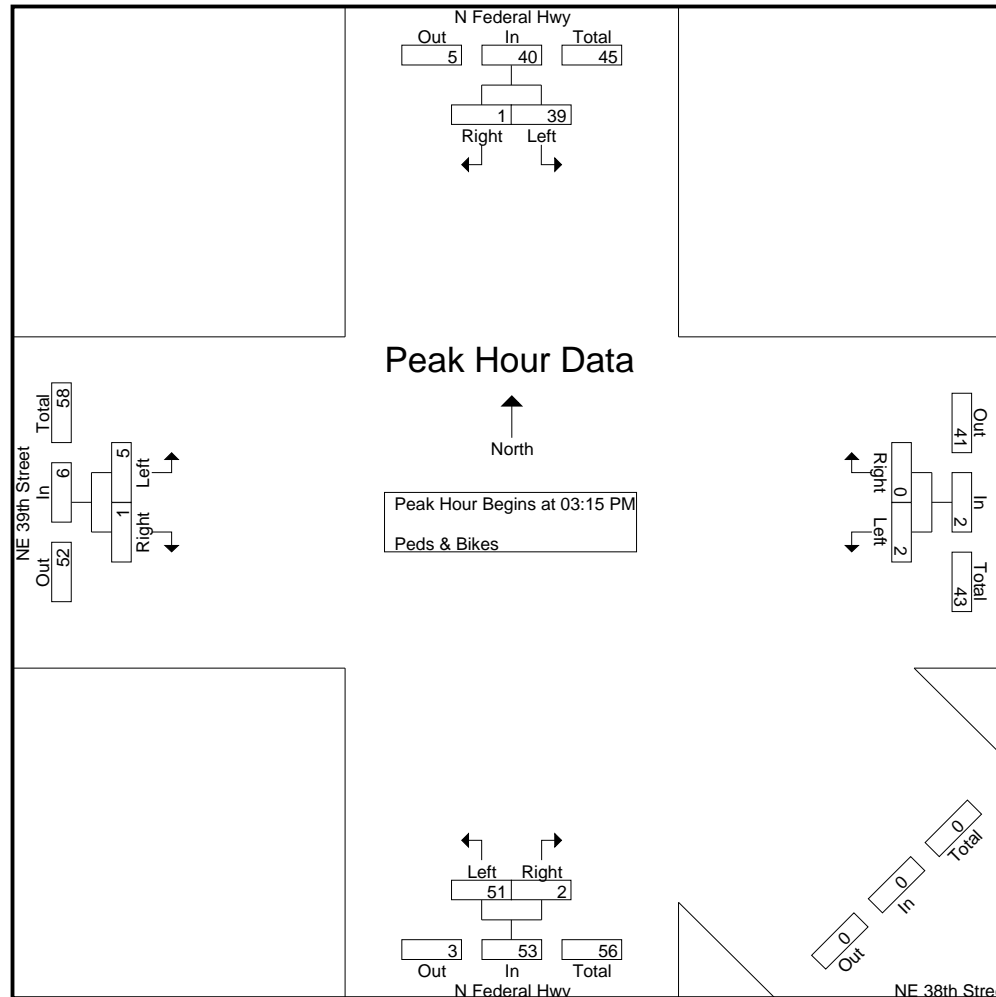 N Federal Hwy
Out In Total
5 40 45
1 39
Right Left
Peak Hour Data
North
Peak Hour Begins at 03:15 PM
Peds & Bikes
NE 39th Street
Out In Total
52 6 58
Right Left
1 5
Out In Total
41 2 43
Right Left
0 2
Left Right
51 2
3 53 56
Out In Total
N Federal Hwy
0 0 0
Out In Total
NE 38th Stree